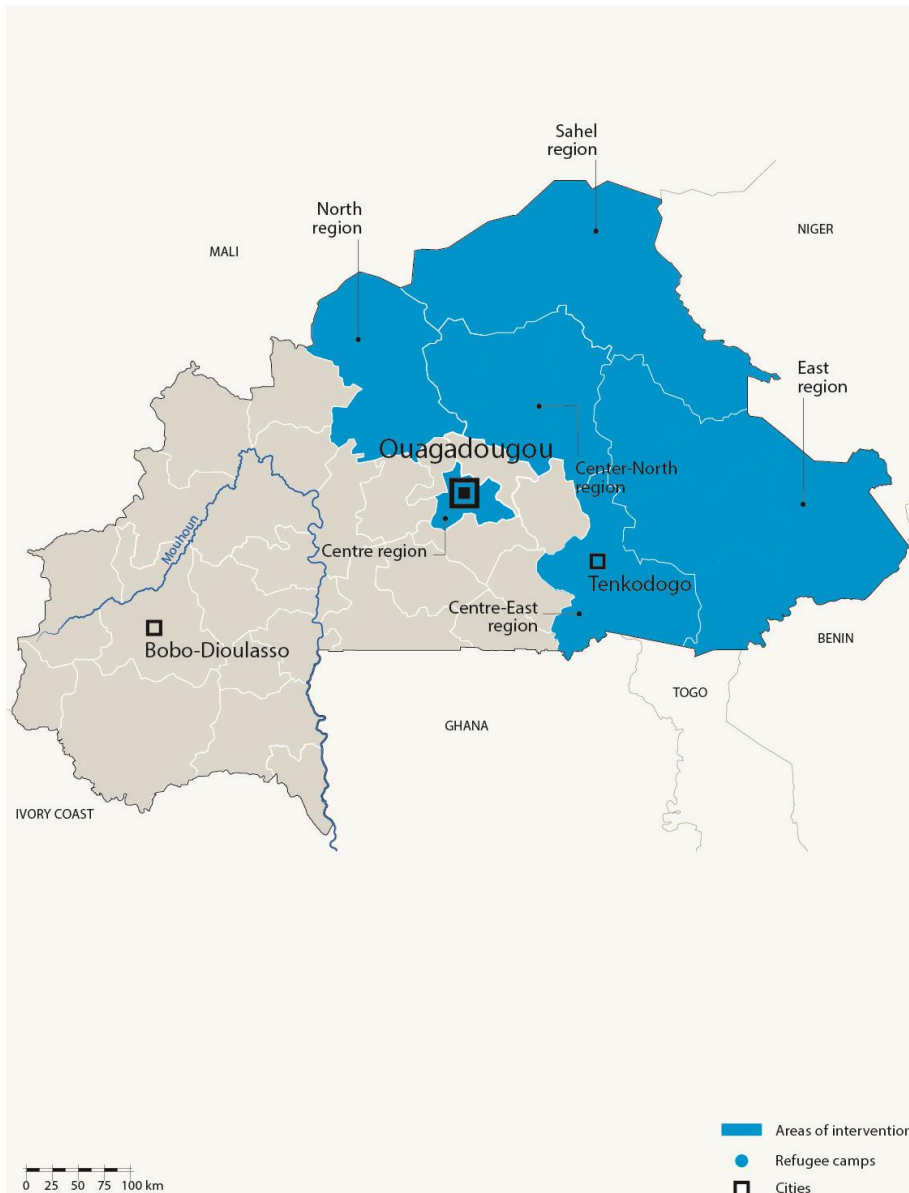 Sahel
region
North
region
NIGER
MALI
East
region
Ouagadougou
Center-North
region
Mouhoun
Centre region
Tenkodogo
Centre-East
region
Bobo-Dioulasso
BENIN
TOGO
GHANA
IVORY COAST
Areas of intervention
Refugee camps
Cities
0 25 50 75 100 km